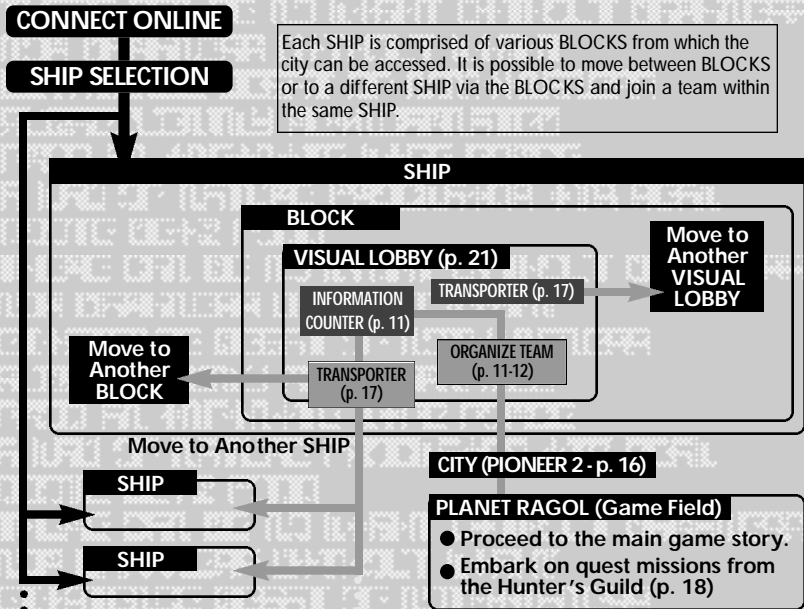 CONNECT ONLINE
SHIP SELECTION
Each SHIP is comprised of various BLOCKS from which the
city can be accessed. It is possible to move between BLOCKS
or to a different SHIP via the BLOCKS and join a team within
the same SHIP.
SHIP
BLOCK
VISUAL LOBBY (p. 21)
INFORMATION
COUNTER (p. 11)
TRANSPORTER (p. 17)
Move to
Another
VISUAL
LOBBY
Move to
Another
BLOCK
TRANSPORTER
(p. 17)
ORGANIZE TEAM
(p. 11-12)
Move to Another SHIP
SHIP
SHIP
CITY (PIONEER 2 - p. 16)
PLANET RAGOL (Game Field)
● Proceed to the main game story.
● Embark on quest missions from
the Hunter's Guild (p. 18)